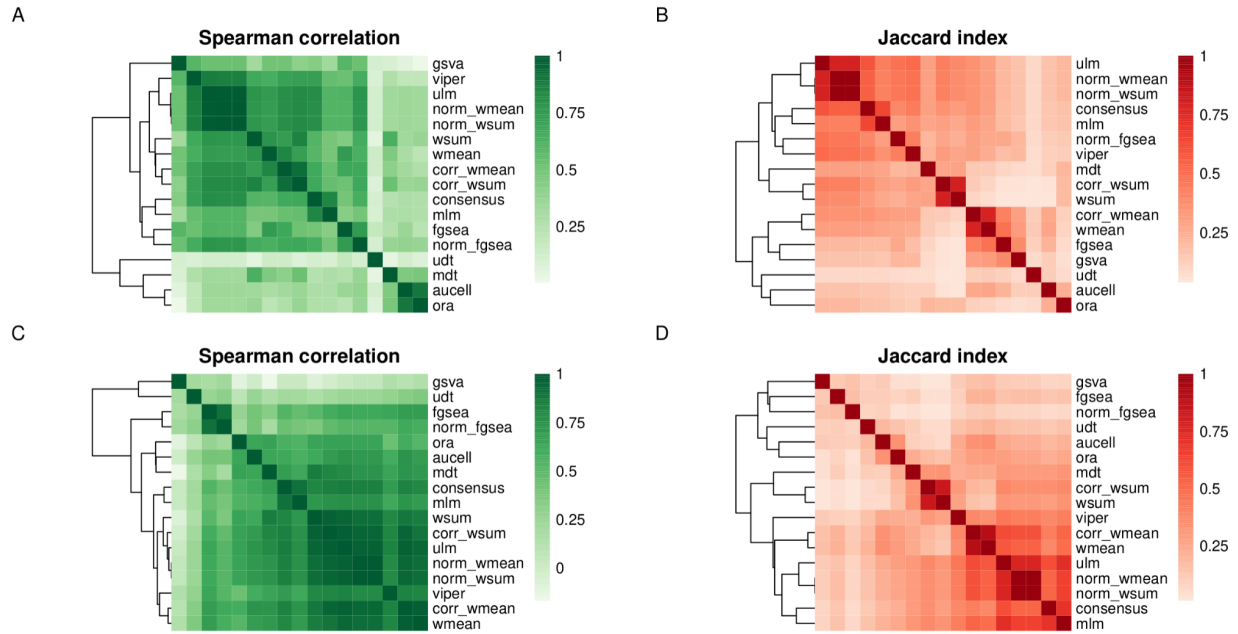 A
Spearman correlation
gsva
viper
ulm
norm_wmean
norm_wsum
wsum
wmean
corr_wmean
corr_wsum
consensus
mlm
fgsea
norm_fgsea
udt
mdt
aucell
ora
1
0.75
0.5
0.25
B
Jaccard index
ulm
norm_wmean
norm_wsum
consensus
mlm
norm_fgsea
viper
mdt
corr_wsum
wsum
corr_wmean
wmean
fgsea
gsva
udt
aucell
ora
1
0.75
0.5
0.25
C
Spearman correlation
gsva
udt
fgsea
norm_fgsea
ora
aucell
mdt
consensus
mlm
wsum
corr_wsum
ulm
norm_wmean
norm_wsum
viper
corr_wmean
wmean
1
0.75
0.5
0.25
0
D
Jaccard index
gsva
fgsea
norm_fgsea
udt
aucell
ora
mdt
corr_wsum
wsum
viper
corr_wmean
wmean
ulm
norm_wmean
norm_wsum
consensus
mlm
1
0.75
0.5
0.25